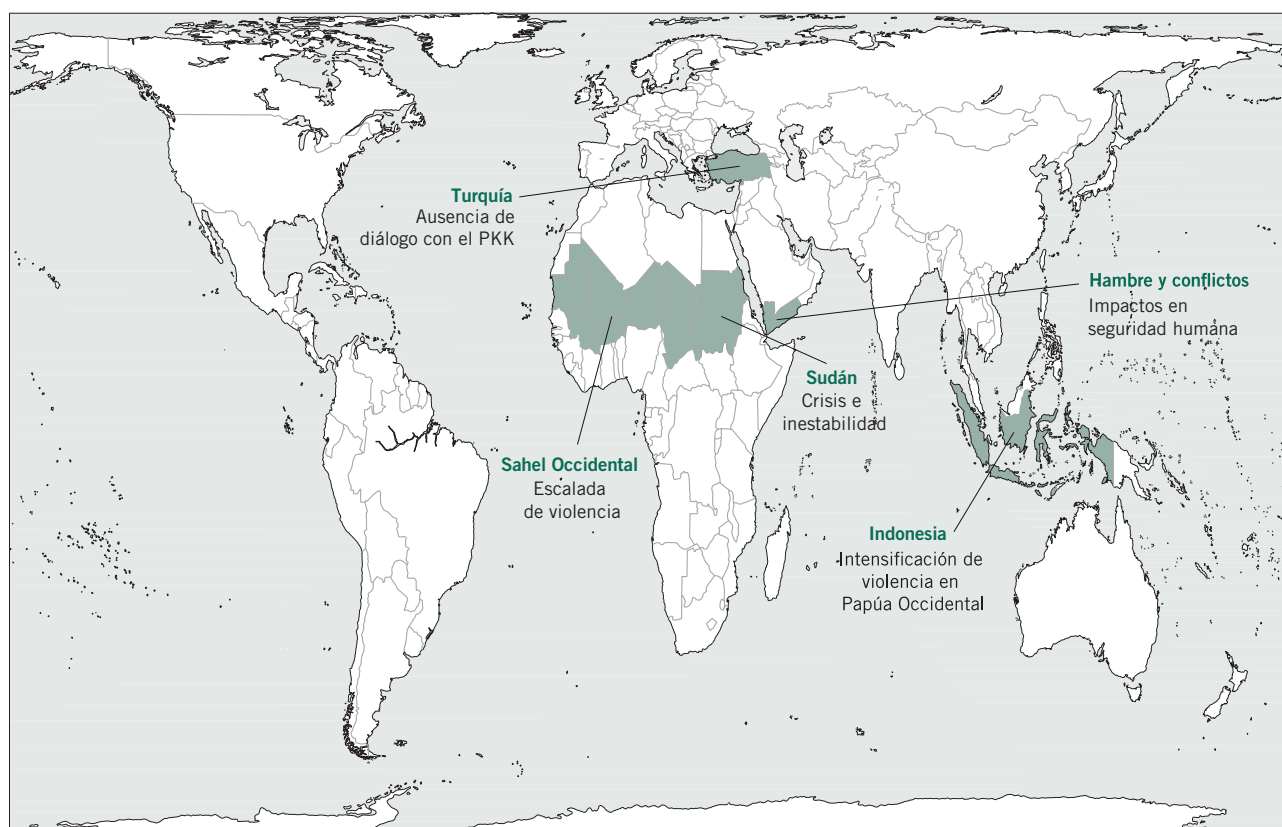 Turquía
Ausencia de
diálogo con el PKK
Hambre y conflictos
Impactos en
seguridad humana
Sudán
Crisis e
inestabilidad
Sahel Occidental
Escalada
de violencia
Indonesia
Intensificación de
violencia en
Papúa Occidental